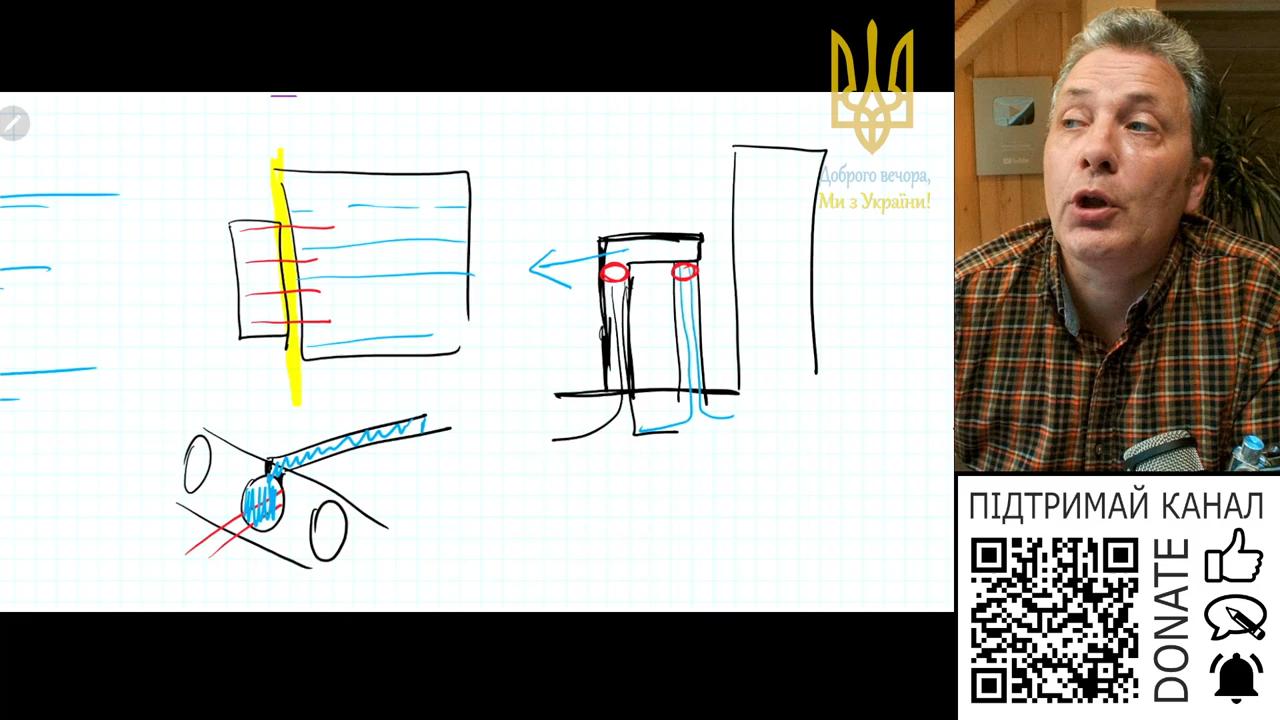 Доброго вечора,
Ми з України!
ПІДТРИМАЙ КАНАЛ
DONATE